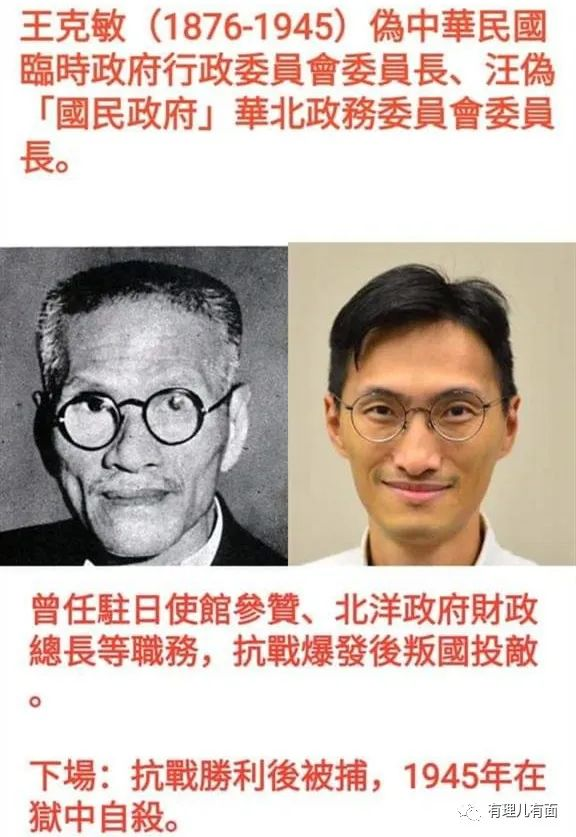 王克敏（1876-1945）偽中華民國
臨時政府行政委員會委員長、汪偽
「國民政府」華北政務委員會委員
長。
曾任駐日使館參贊、北洋政府財政
總長等職務，抗戰爆發後叛國投敵
。
下場：抗戰勝利後被捕，1945年在
獄中自殺。
有理儿有面